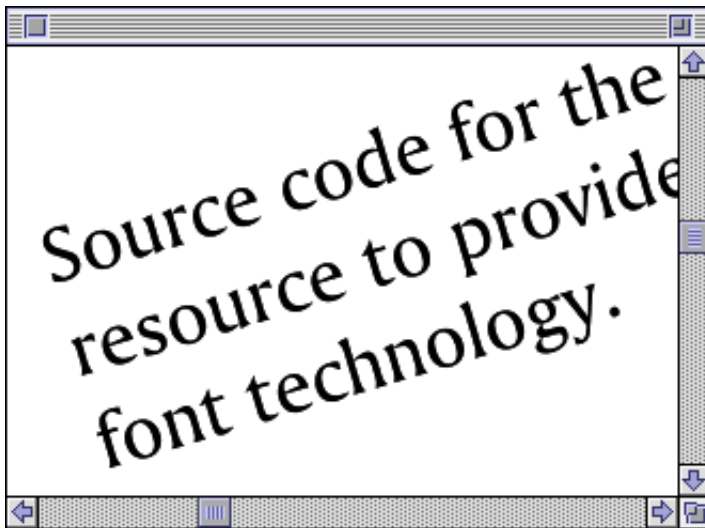 Source code for the
resource to provide
font technology.